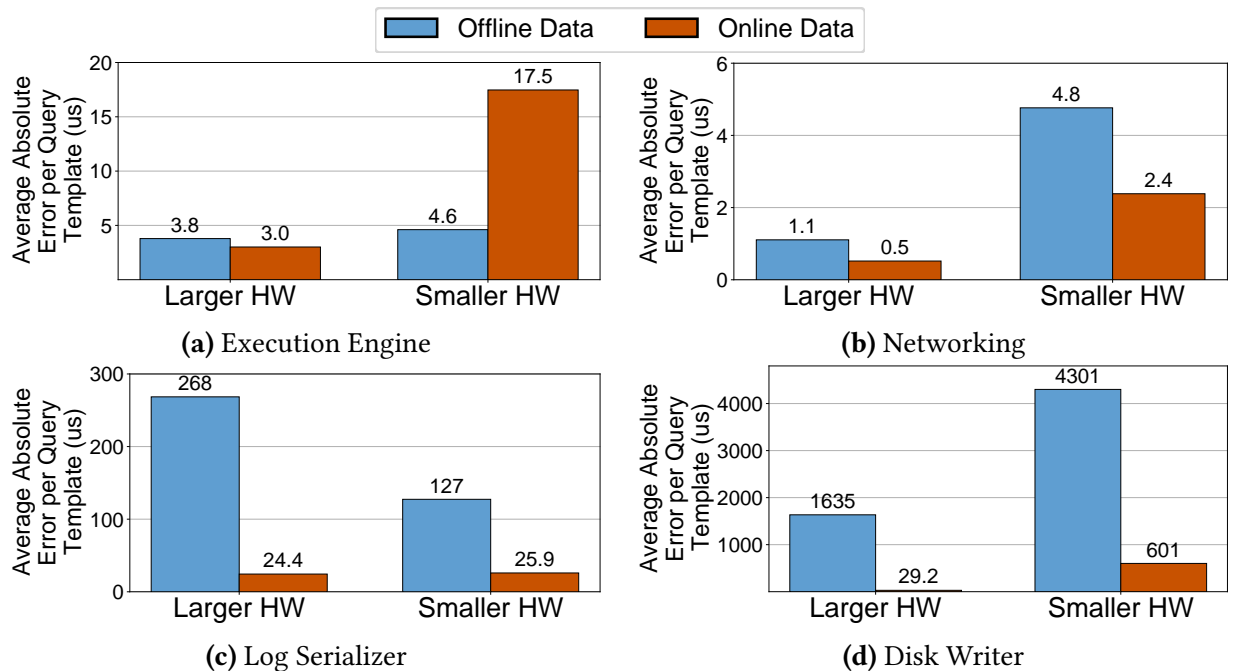 Offline Data Online Data
Average Absolute
Error per Query
Template (us)
20
15
10
5
3.8
3.0
4.6
17.5
Larger HW Smaller HW
(a) Execution Engine
Average Absolute
Error per Query
Template (us)
6
4
2
0
1.1
0.5
4.8
2.4
Larger HW Smaller HW
(b) Networking
Average Absolute
Error per Query
Template (us)
300
200
100
0
268
24.4
127
25.9
Larger HW Smaller HW
(c) Log Serializer
Average Absolute
Error per Query
Template (us)
4000
3000
2000
1000
1635
29.2
4301
601
Larger HW Smaller HW
(d) Disk Writer